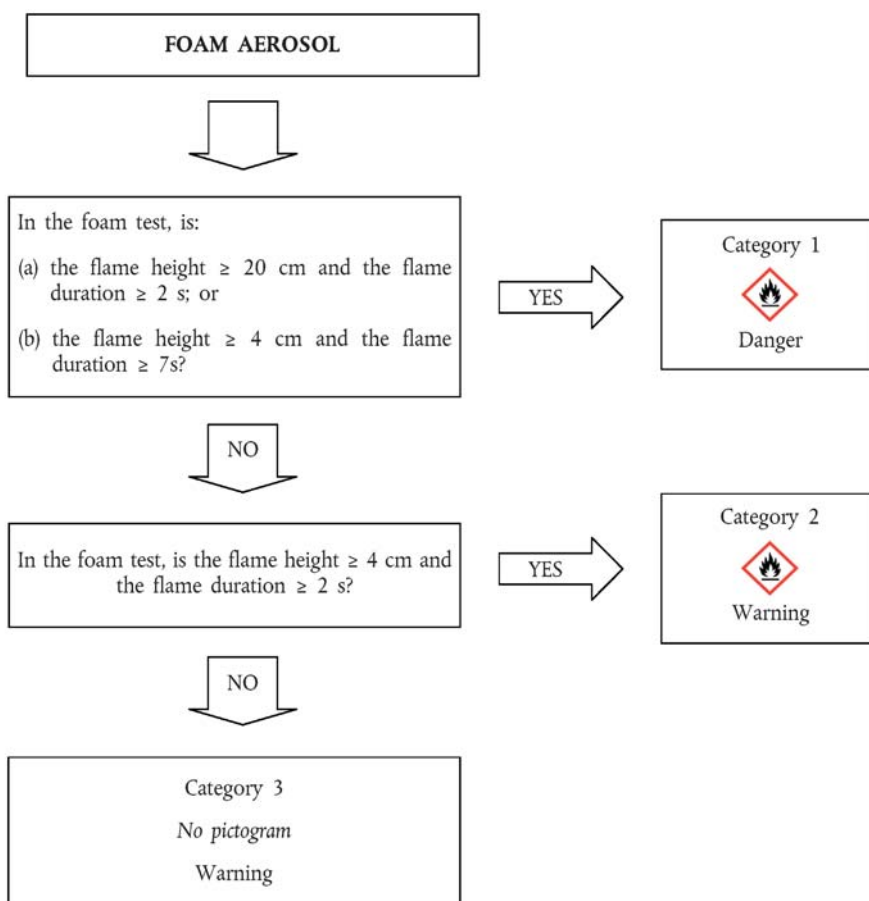 FOAM AEROSOL
In the foam test, is:
(a) the flame height ≥ 20 cm and the flame
duration ≥ 2 s; or
(b) the flame height ≥ 4 cm and the flame
duration ≥ 7s?
YES
Category 1
Danger
NO
In the foam test, is the flame height ≥ 4 cm and
the flame duration ≥ 2 s?
YES
Category 2
Warning
NO
Category 3
No pictogram
Warning